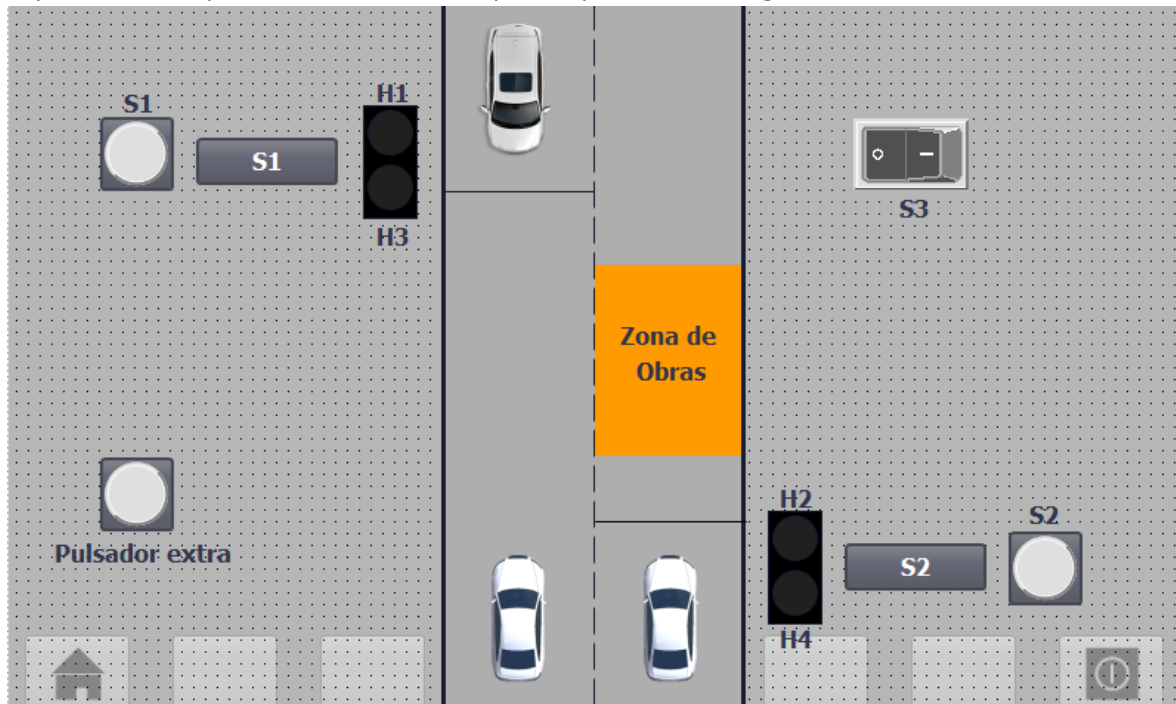 S1
H1
S1
H3
S3
Zona de
Obras
Pulsador extra
H2
S2
S2
H4